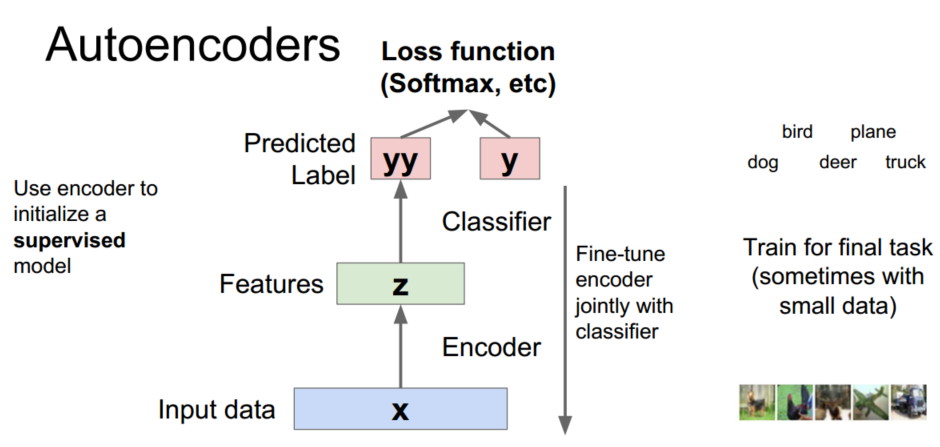 Autoencoders
Loss function
(Softmax, etc)
Predicted
Label
yy
y
bird plane
dog deer truck
Use encoder to
initialize a
supervised
model
Classifier
Fine-tune
encoder
jointly with
classifier
Train for final task
(sometimes with
small data)
Features
z
Encoder
Input data
x